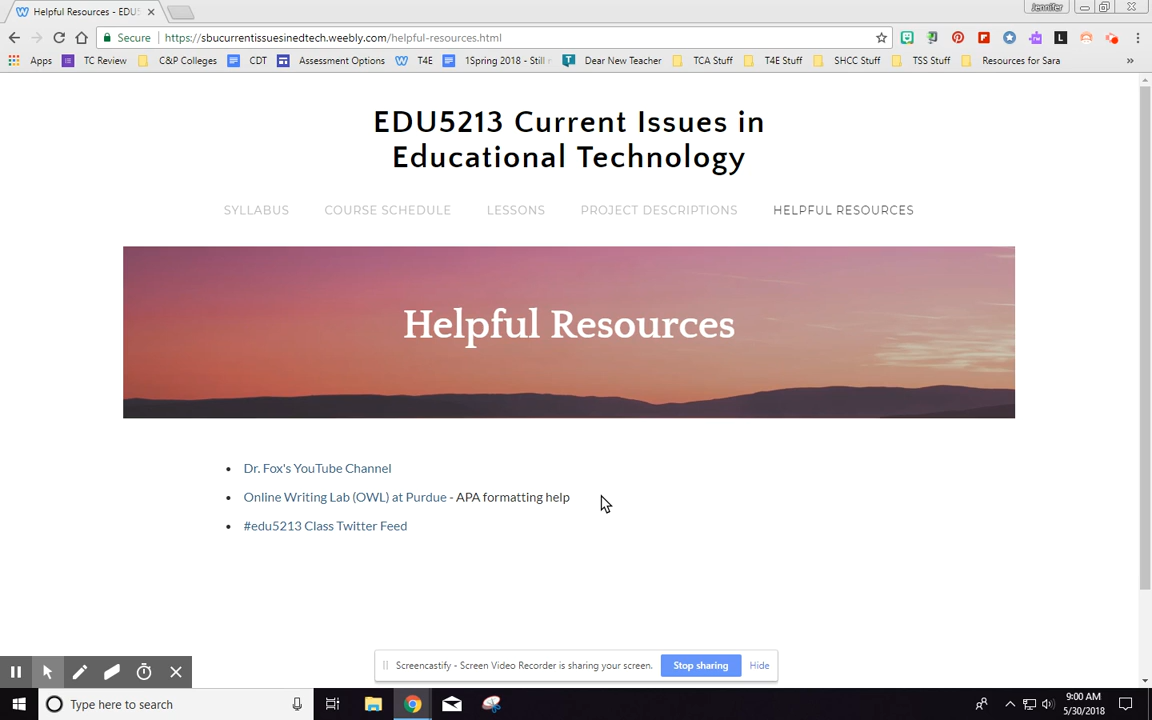 Helpful Resources - EDU5
Jennifer
Secure
https://sbucurrentissuesinedtech.weebly.com/helpful-resources.html
Apps
TC Review
C&P Colleges
CDT
Assessment Options
T4E
1Spring 2018 - Still
Dear New Teacher
TCA Stuff
T4E Stuff
SHCC Stuff
TSS Stuff
Resources for Sara
»
EDU5213 Current Issues in
Educational Technology
SYLLABUS
COURSE SCHEDULE
LESSONS
PROJECT DESCRIPTIONS
HELPFUL RESOURCES
Helpful Resources
• Dr. Fox's YouTube Channel
• Online Writing Lab (OWL) at Purdue - APA formatting help
• #edu5213 Class Twitter Feed
Screencastify - Screen Video Recorder is sharing your screen.
Stop sharing
Hide
Type here to search
9:00 AM
5/30/2018